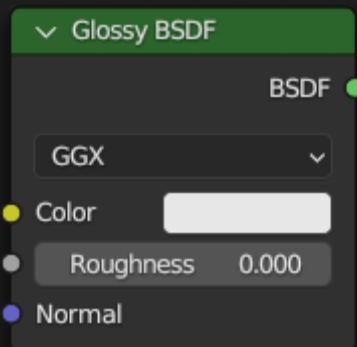 Glossy BSDF
BSDF
GGX
Color
Roughness 0.000
Normal